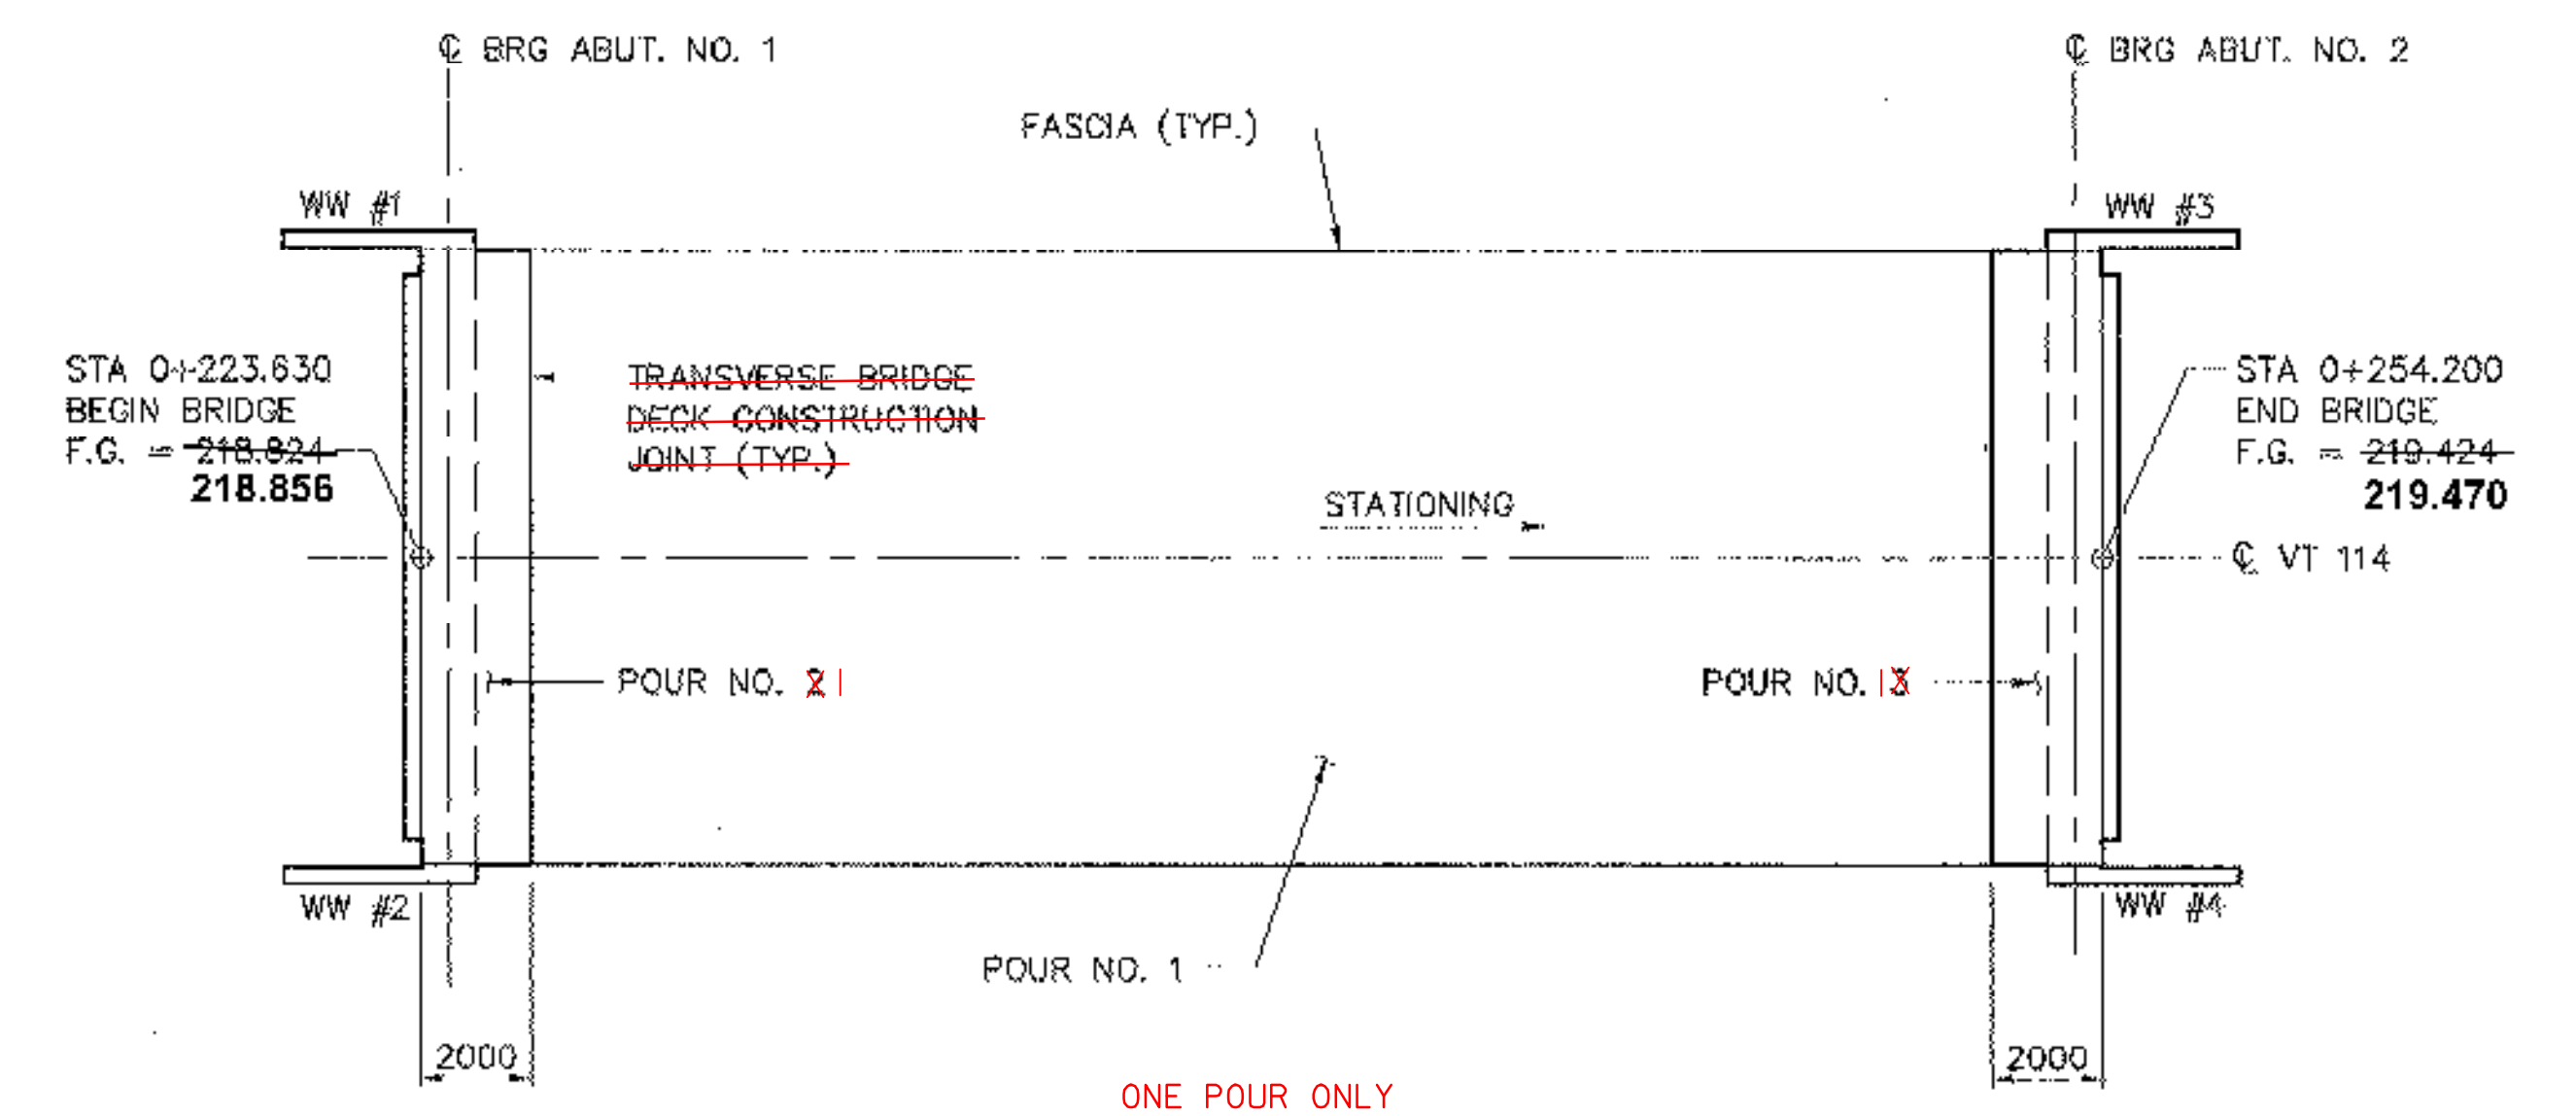 ℄ BRG ABUT. NO. 1
℄ BRG ABUT. NO. 2
FASCIA (TYP.)
WW #1
WW #3
STA 0+223.630
BEGIN BRIDGE
F.G. = 218.824
218.856
TRANSVERSE BRIDGE
DECK CONSTRUCTION
JOINT (TYP.)
STA 0+254.200
END BRIDGE
F.G. = 219.424
219.470
STATIONING
℄ VT 114
POUR NO. 2 1
POUR NO. 1 3
POUR NO. 1
WW #2
WW #4
2000
2000
ONE POUR ONLY